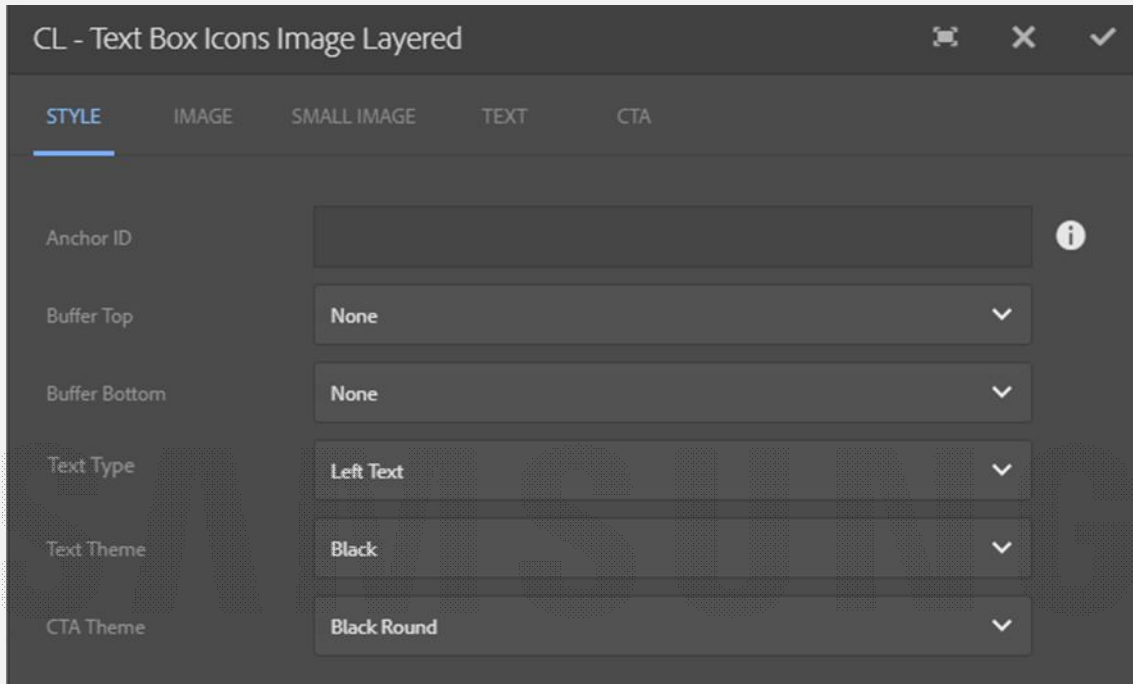 CL - Text Box Icons Image Layered
STYLE IMAGE SMALL IMAGE TEXT CTA
Anchor ID
Buffer Top None
Buffer Bottom None
Text Type Left Text
Text Theme Black
CTA Theme Black Round
SAMSUNG